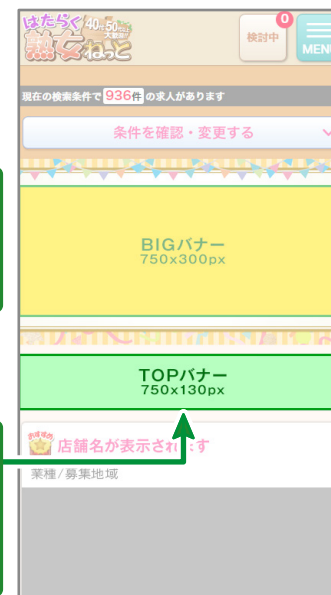 はたらく 40代50代
大歓迎
熟女ねっと
検討中
0
MENU
現在の検索条件で 936件 の求人があります
条件を確認・変更する
BIGバナー
750x300px
TOPバナー
750x130px
おすすめ
店舗名が表示されます
業種/募集地域